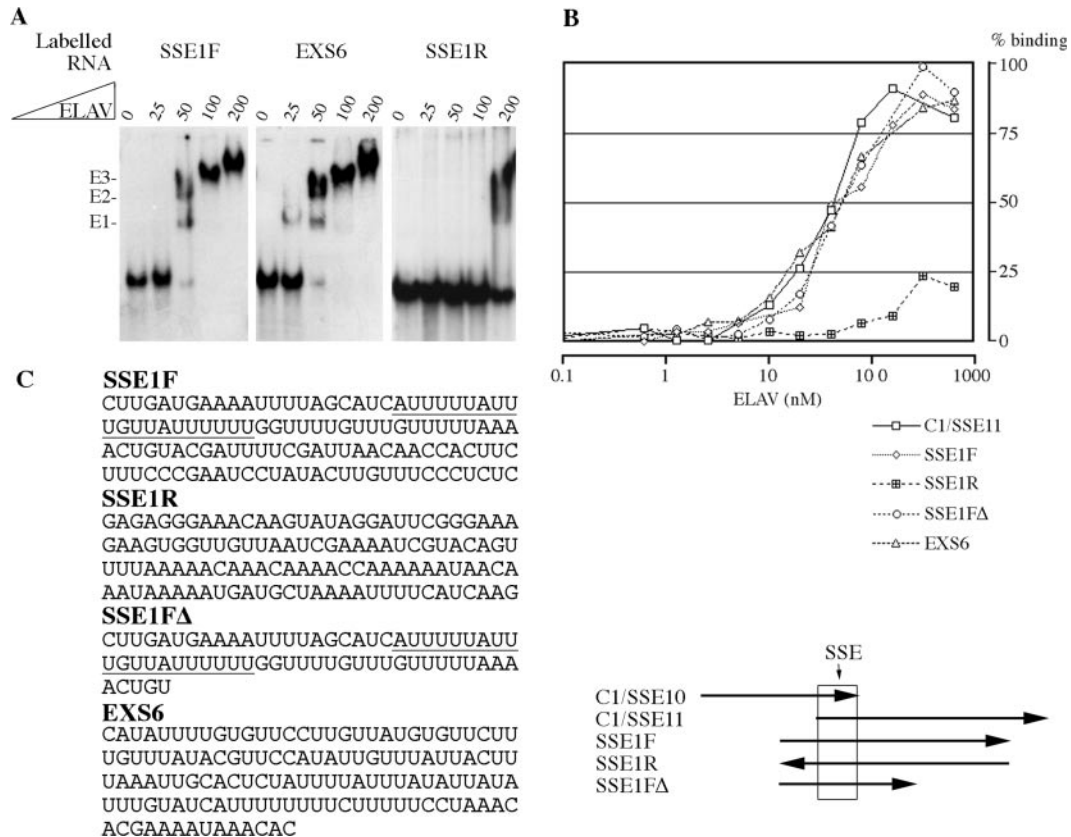 A
Labelled
RNA
ELAV
SSE1F
EXS6
SSE1R
0 25 50 100 200
0 25 50 100 200
0 25 50 100 200
E3-
E2-
E1-
B
% binding
100
75
50
25
0
0.1 1 10 0 10 0 1000
ELAV (nM)
C1/SSE11
SSE1F
SSE1R
SSE1FΔ
EXS6
C
SSE1F
CUUGAUGAAAAUUUUAGCAUCAUUUUUAUU
UGUUAUUUUUUGGUUUUGUUUGUUUUUAAA
ACUGUACGAUUUUCGAUUAACAACCACUUC
UUUCCCGAAUCCUAUACUUGUUUCCCUCUC
SSE1R
GAGAGGGAAACAAGUAUAGGAUUCGGGAAA
GAAGUGGUUGUUAAUCGAAAAUCGUACAGU
UUUAAAAACAAACAAAACCAAAAAAUAACA
AAUAAAAAUGAUGCUAAAAUUUUCAUCAAG
SSE1FΔ
CUUGAUGAAAAUUUUAGCAUCAUUUUUAUU
UGUUAUUUUUUGGUUUUGUUUGUUUUUAAA
ACUGU
EXS6
CAUAUUUUGUGUUCCUUGUUAUGUGUUCUU
UGUUUAUACGUUCCAUAUUGUUUAUUACUU
UAAAUUGCACUCUAUUUUAUUUAUAUUAUA
UUUGUAUCAUUUUUUUUUCUUUUUCCUAAAC
ACGAAAAUAAACAC
SSE
C1/SSE10
C1/SSE11
SSE1F
SSE1R
SSE1FΔ